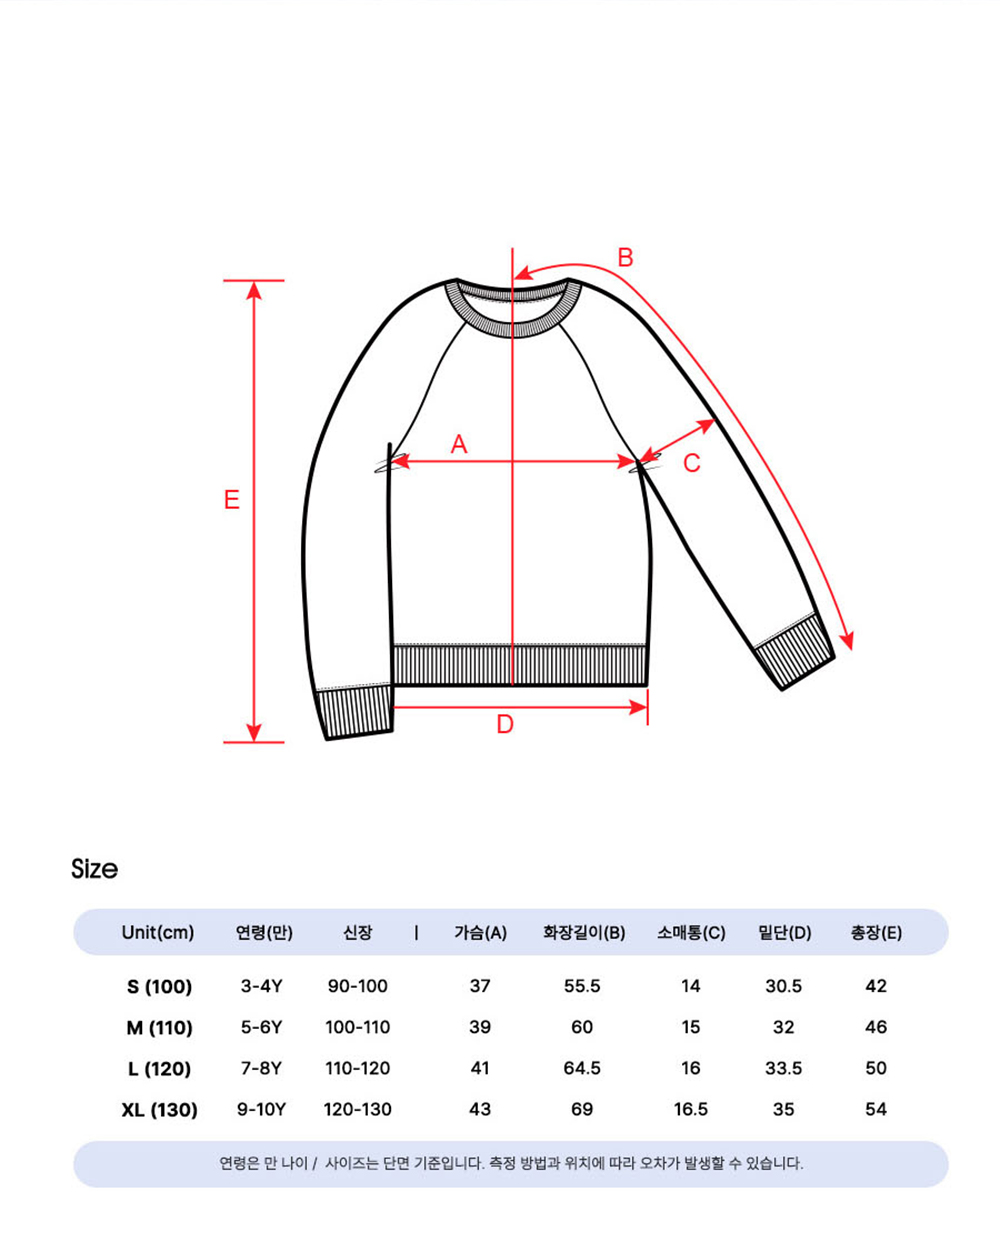 B
A
C
E
D
Size
Unit(cm) 연령(만) 신장 | 가슴(A) 화장길이(B) 소매통(C) 밑단(D) 총장(E)
S (100) 3-4Y 90-100 37 55.5 14 30.5 42
M (110) 5-6Y 100-110 39 60 15 32 46
L (120) 7-8Y 110-120 41 64.5 16 33.5 50
XL (130) 9-10Y 120-130 43 69 16.5 35 54
연령은 만 나이 / 사이즈는 단면 기준입니다. 측정 방법과 위치에 따라 오차가 발생할 수 있습니다.